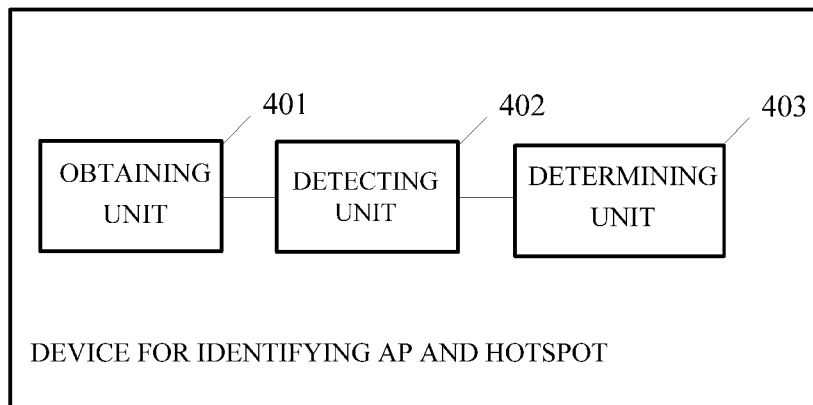 401
402
403
OBTAINING
UNIT
DETECTING
UNIT
DETERMINING
UNIT
DEVICE FOR IDENTIFYING AP AND HOTSPOT